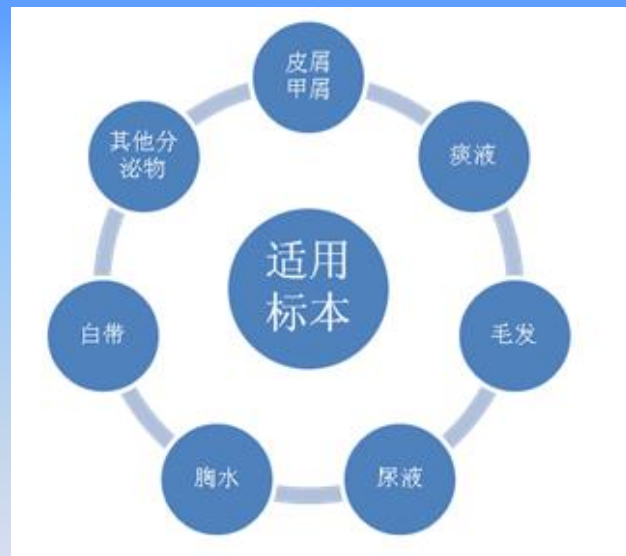 皮屑
甲屑
痰液
毛发
尿液
胸水
白带
其他分
泌物
适用
标本